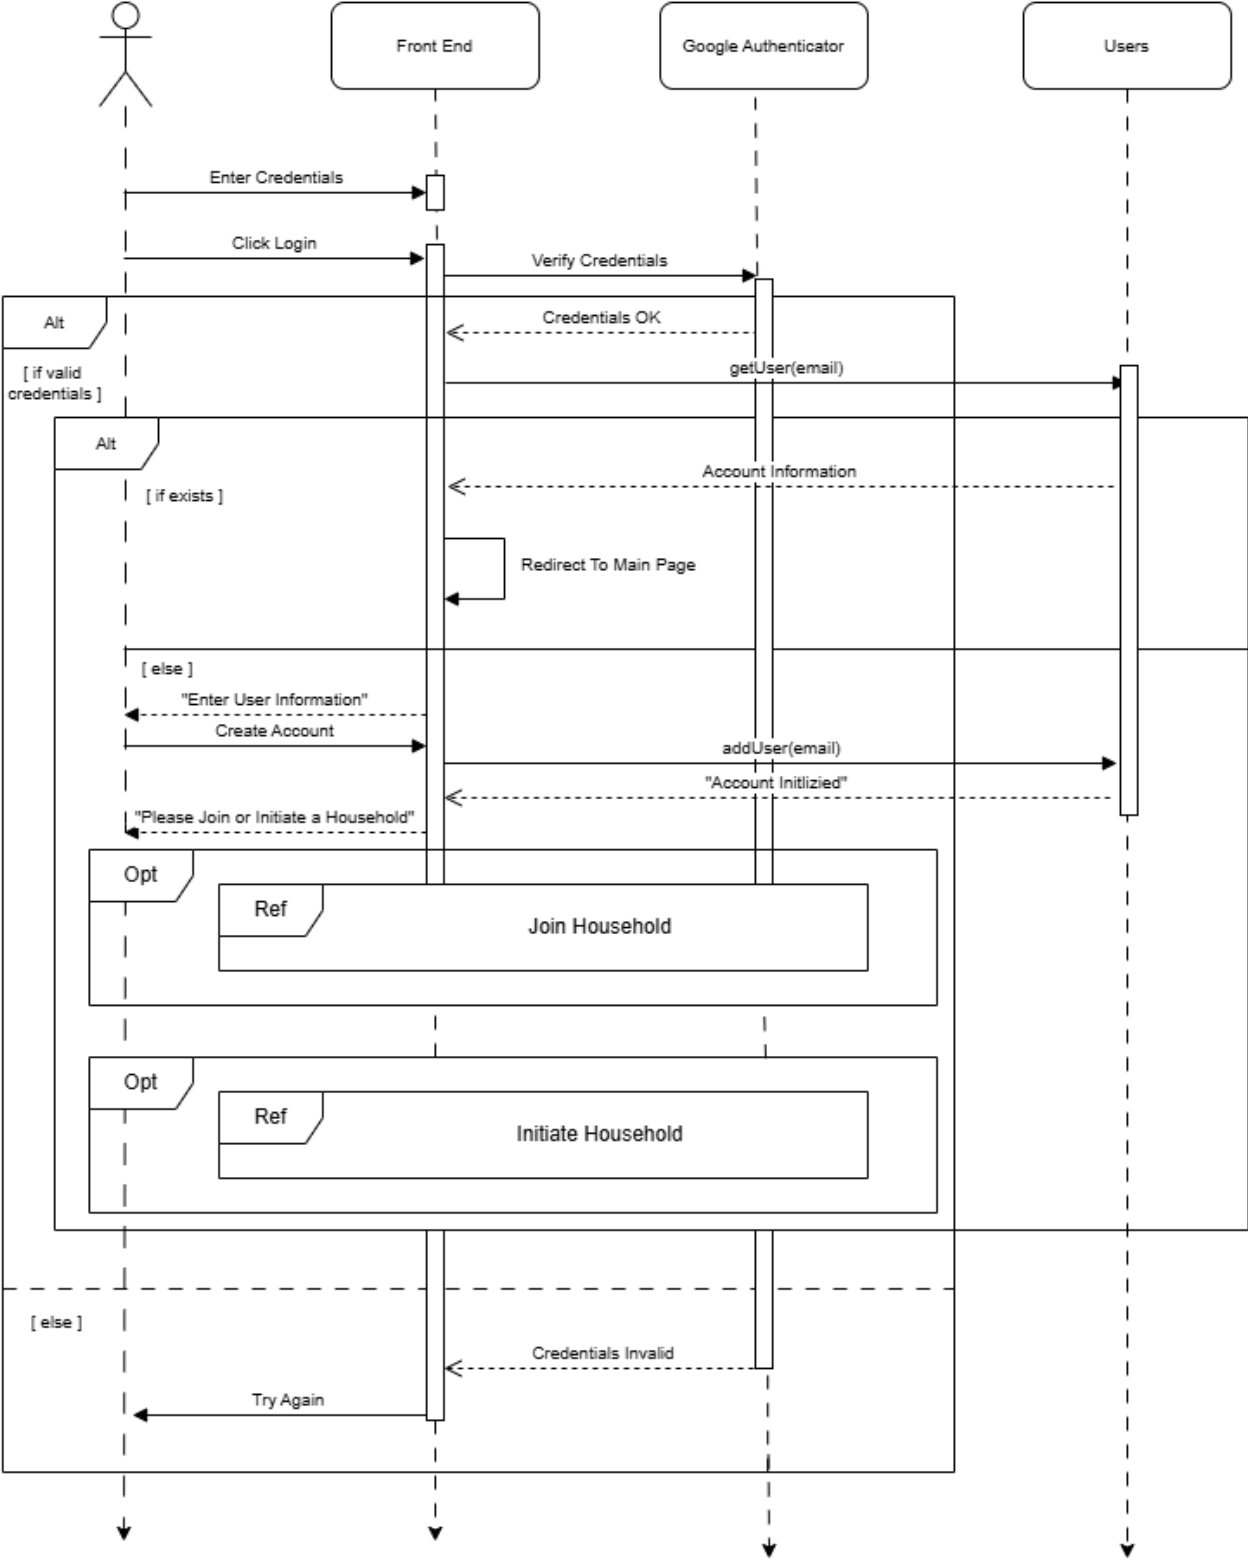 Front End
Google Authenticator
Users
Enter Credentials
Click Login
Verify Credentials
Alt
Credentials OK
[ if valid
credentials ]
getUser(email)
Alt
Account Information
[ if exists ]
Redirect To Main Page
[ else ]
"Enter User Information"
Create Account
addUser(email)
"Account Initlizied"
"Please Join or Initiate a Household"
Opt
Ref
Join Household
Opt
Ref
Initiate Household
[ else ]
Credentials Invalid
Try Again